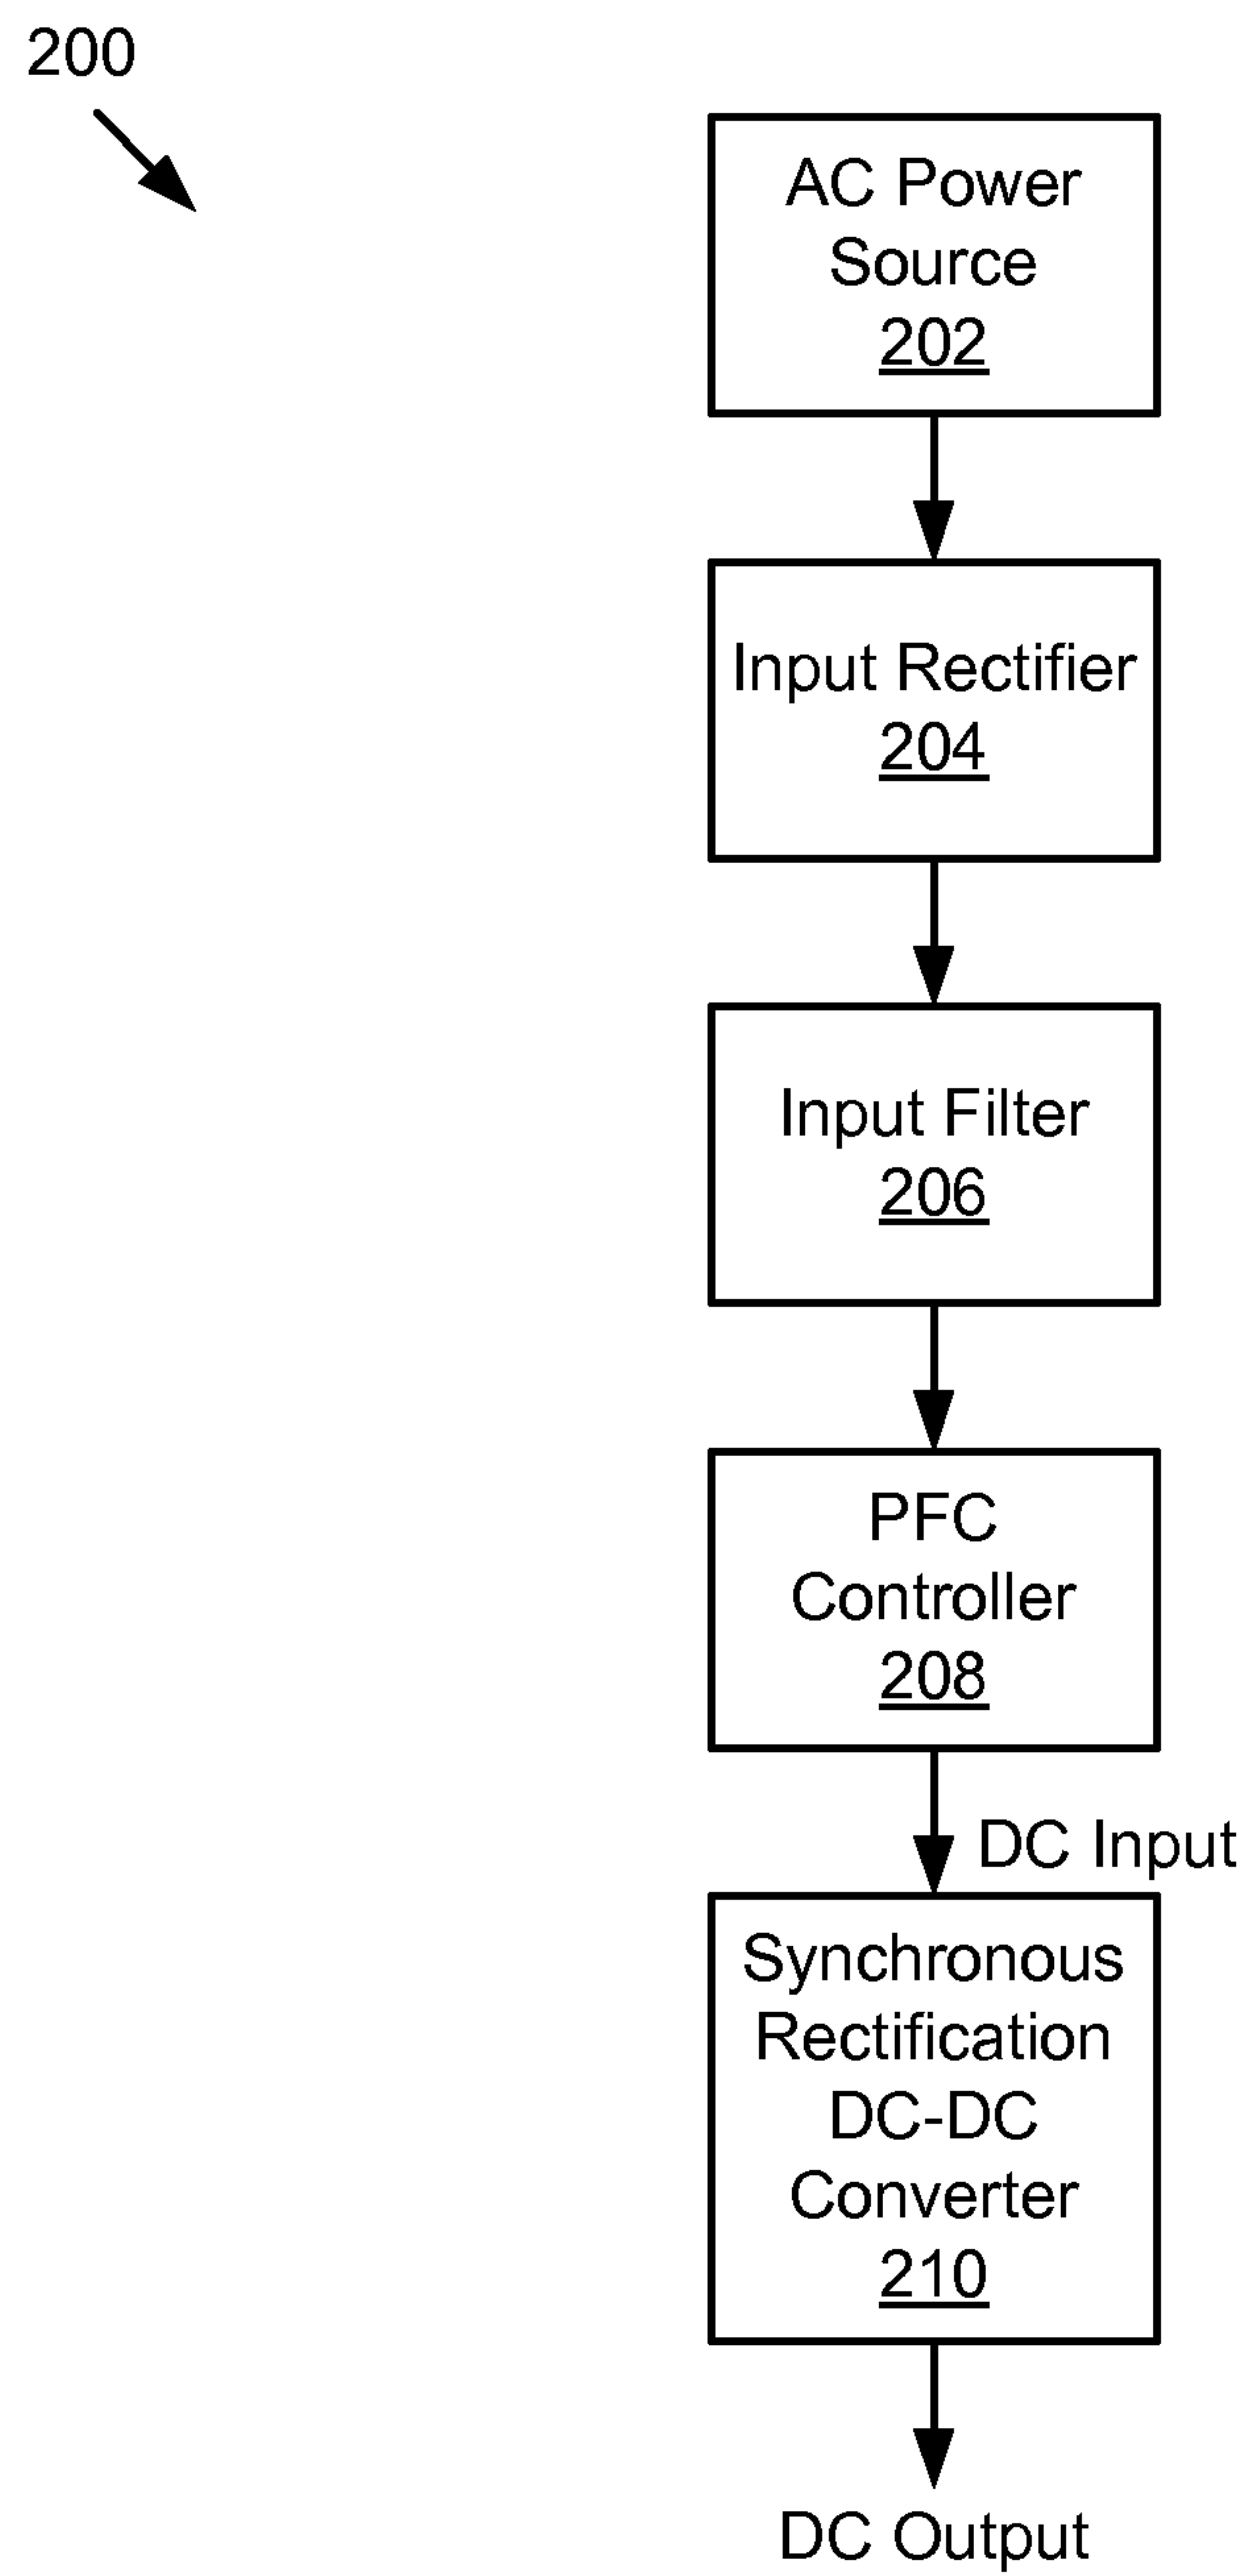 200
AC Power
Source
202
Input Rectifier
204
Input Filter
206
PFC
Controller
208
DC Input
Synchronous
Rectification
DC-DC
Converter
210
DC Output